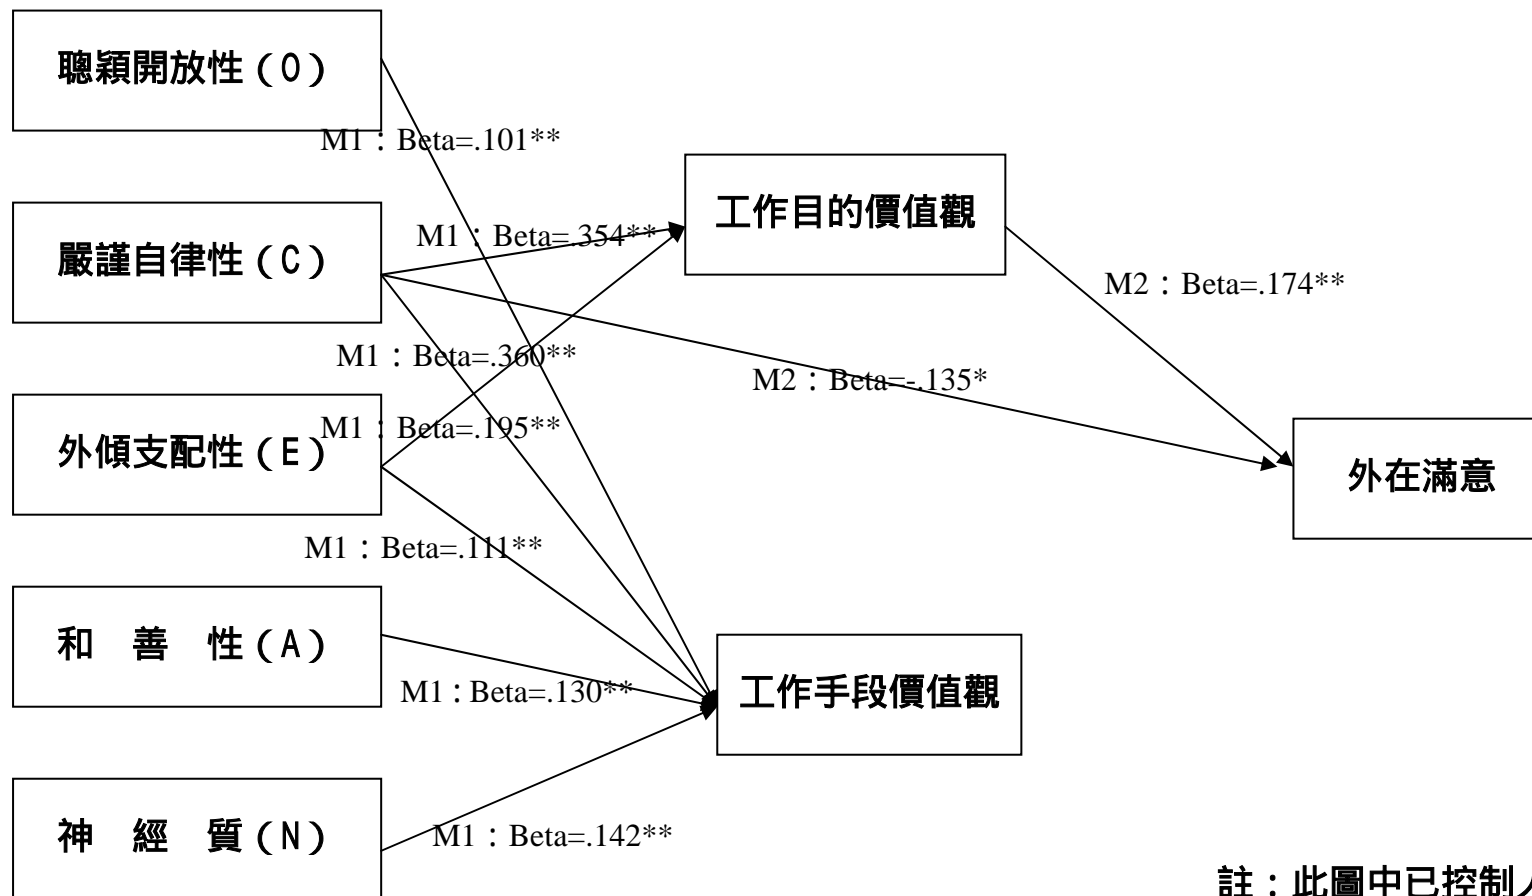 聰穎開放性（O）
M1：Beta=.101**
工作目的價值觀
嚴謹自律性（C）
M1：Beta=.354**
M2：Beta=.174**
M1：Beta=.360**
M2：Beta=-.135*
外傾支配性（E）
M1：Beta=.195**
外在滿意
M1：Beta=.111**
和　善　性（A）
M1：Beta=.130**
工作手段價值觀
神　經　質（N）
M1：Beta=.142**
註：此圖中已控制